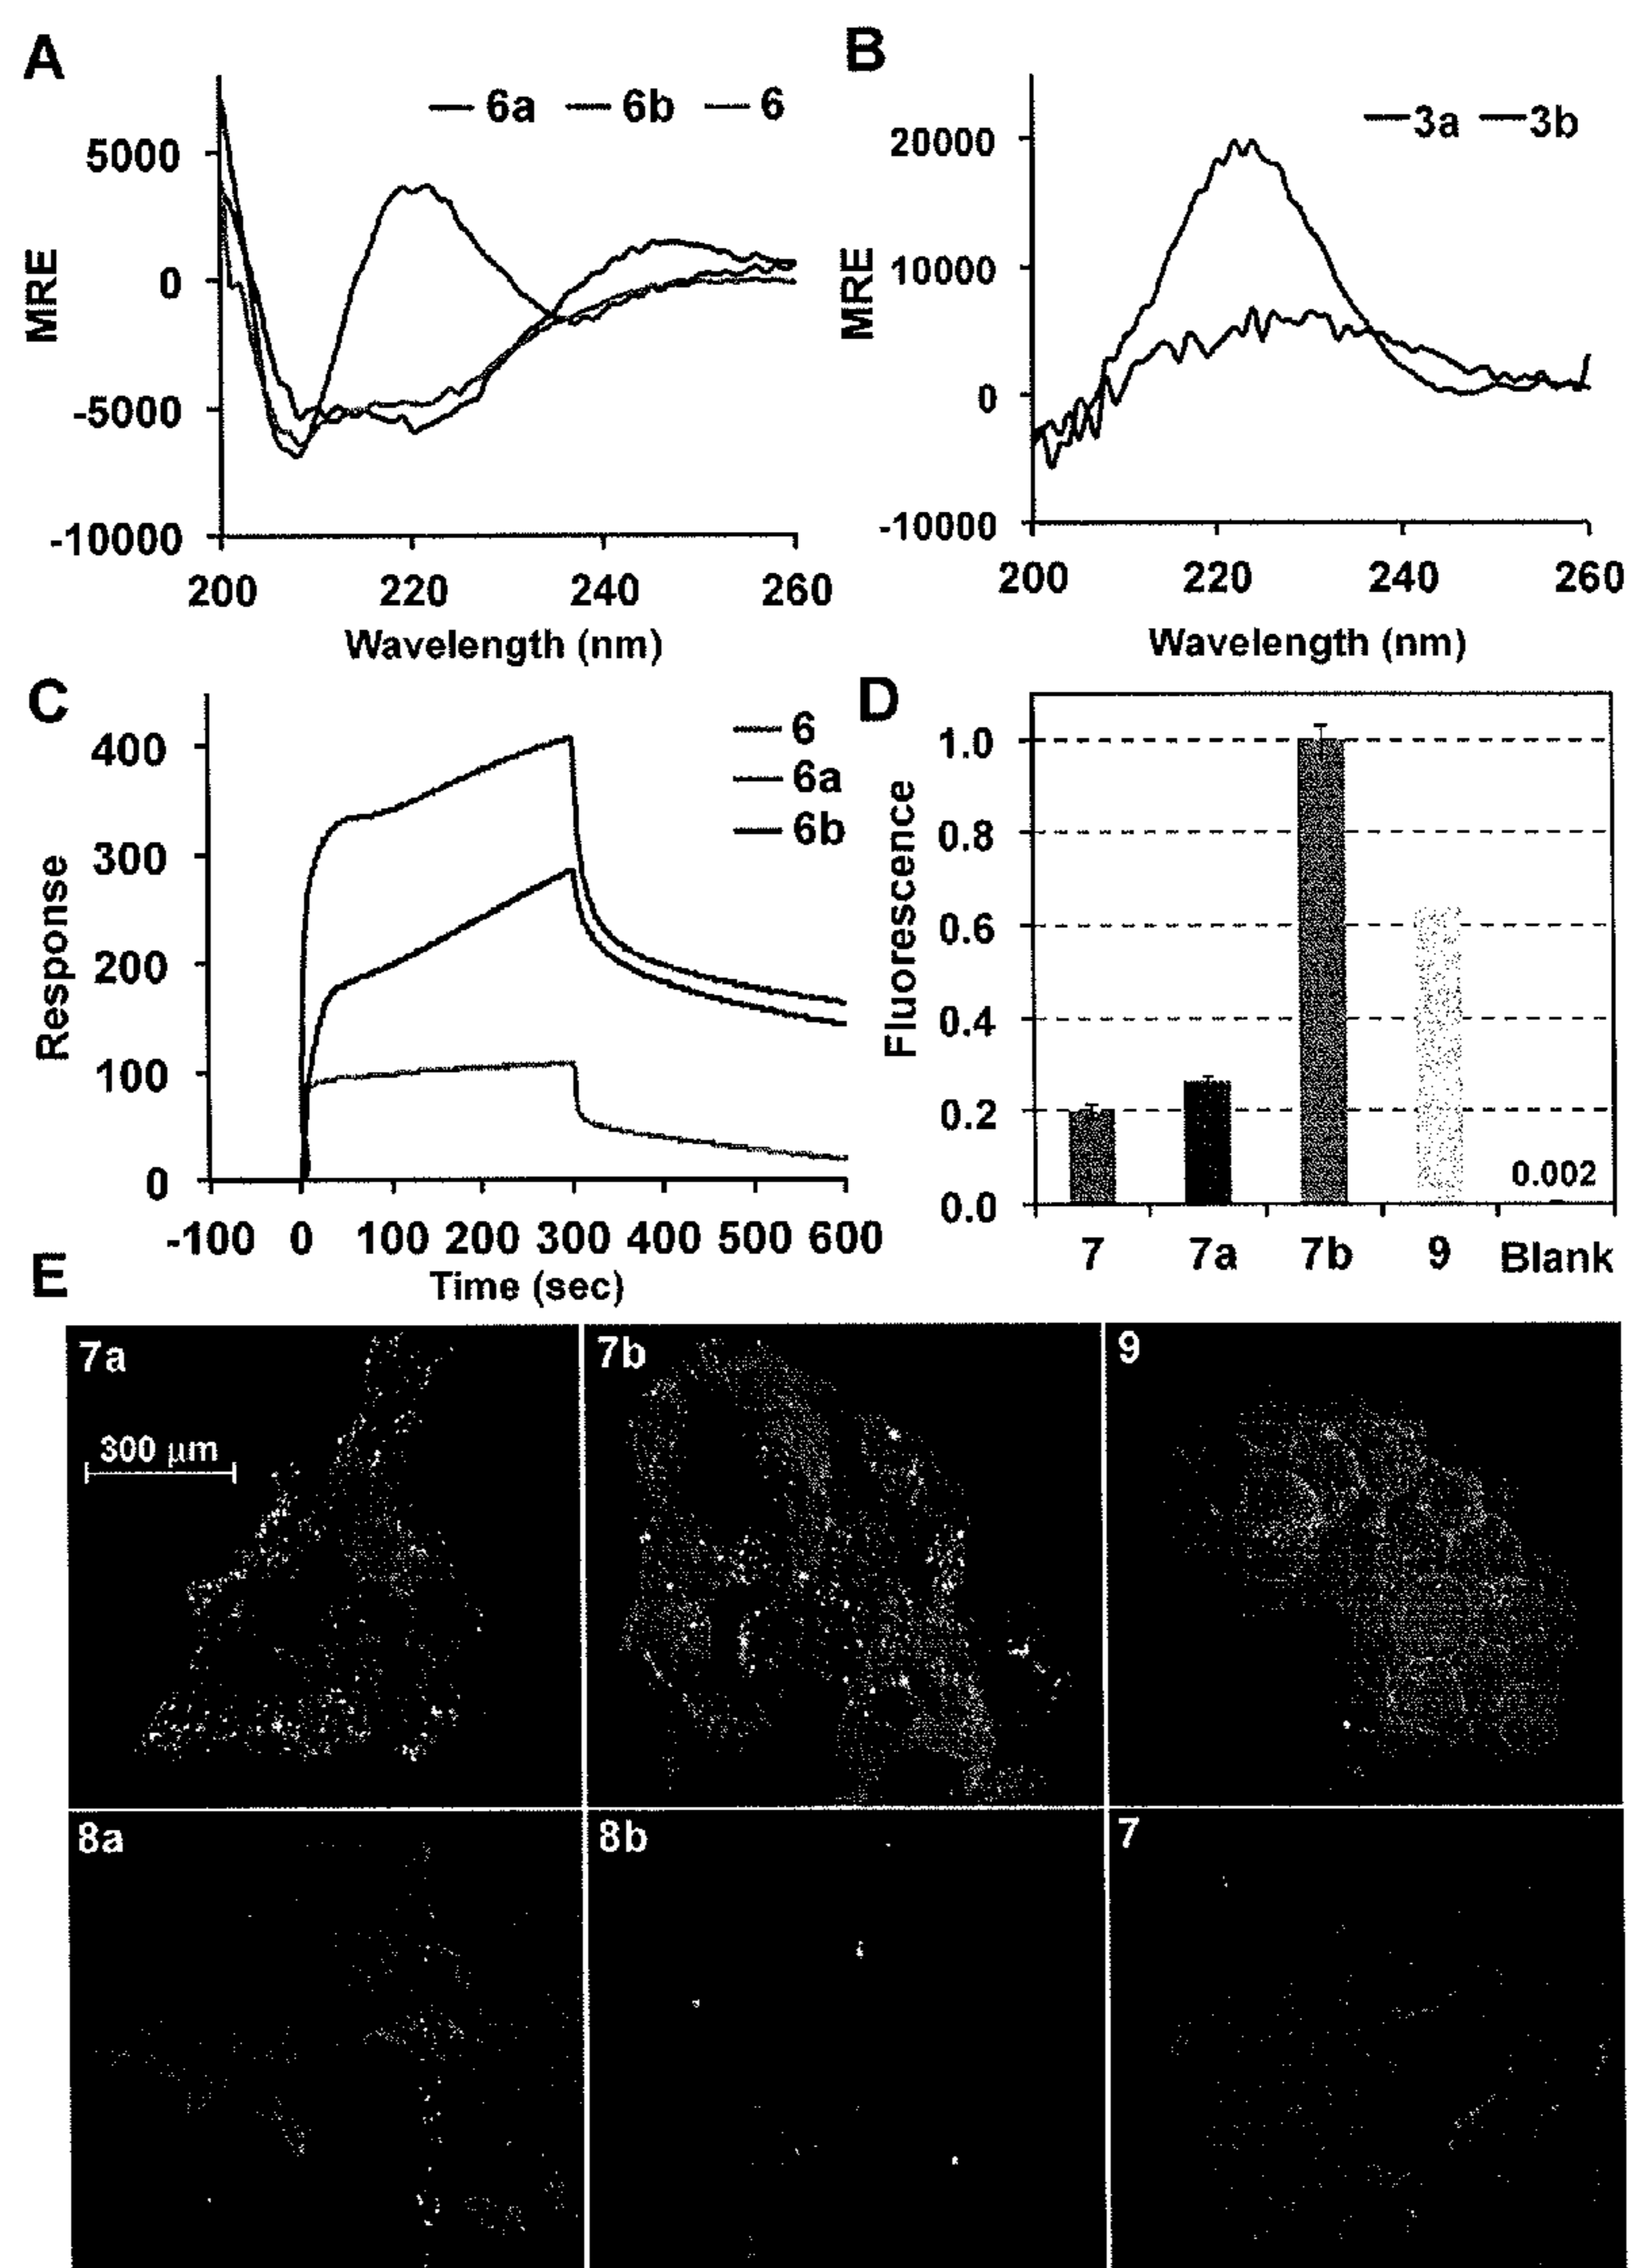 A
6a 6b 6
5000
0
-5000
-10000
MRE
200 220 240 260
Wavelength (nm)
B
3a 3b
20000
10000
0
-10000
MRE
200 220 240 260
Wavelength (nm)
C
6
6a
6b
400
300
200
100
0
Response
-100 0 100 200 300 400 500 600
Time (sec)
D
1.0
0.8
0.6
0.4
0.2
0.0
Fluorescence
0.002
7 7a 7b 9 Blank
E
7a
300 μm
7b
9
8a
8b
7